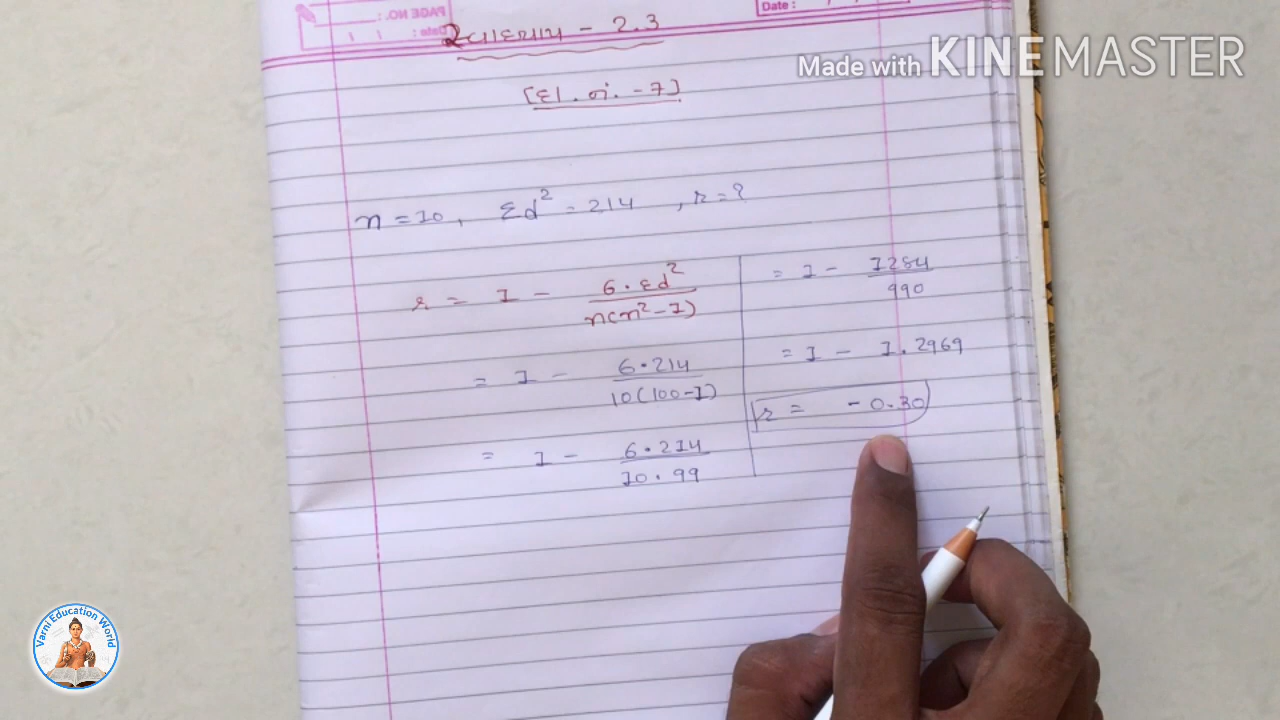 PAGE NO. :
Date :
Date :
સ્વાધ્યાય - 2.3
Made with KINEMASTER
[દા. નં. - 7]
n = 10, Σd² = 214, r = ?
r = 1 - 6·Σd² / n(n² - 1)
= 1 - 6·214 / 10(100-1)
= 1 - 6·214 / 10·99
= 1 - 1284 / 990
= 1 - 1.2969
r = - 0.30
Varni Education World